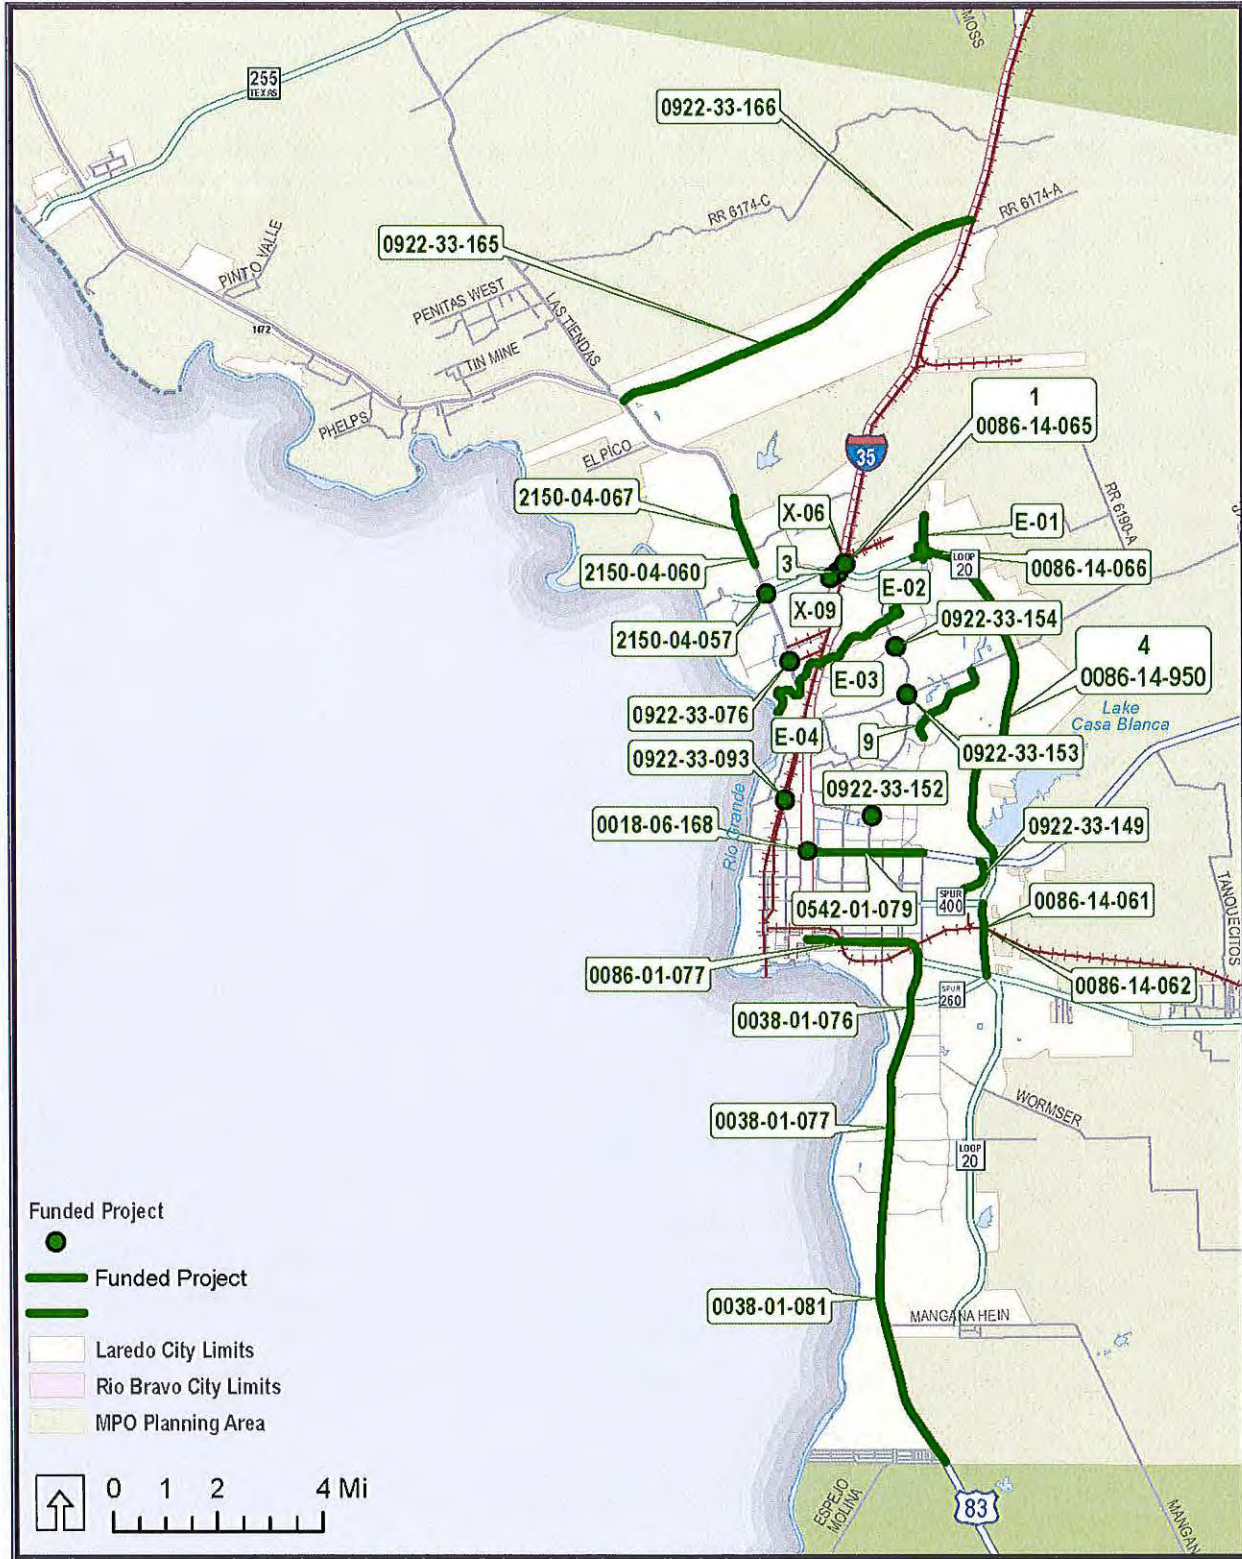 MOSS
255
TEXAS
0922-33-166
RR 6174-C
RR 6174-A
0922-33-165
PINTO VALLE
PENITAS WEST
LAS TIENDAS
1472
TIN MINE
PHELPS
EL PICO
1
0086-14-065
35
RR 6190-A
2150-04-067
X-06
E-01
3
LOOP
20
0086-14-066
2150-04-060
E-02
X-09
0922-33-154
2150-04-057
E-03
4
0086-14-950
Lake
Casa Blanca
0922-33-076
E-04
9
0922-33-153
0922-33-093
0922-33-152
Rio Grande
0018-06-168
0922-33-149
SPUR
400
0086-14-061
0542-01-079
TANQUECITOS
0086-01-077
0086-14-062
SPUR
260
0038-01-076
WORMSER
0038-01-077
LOOP
20
Funded Project
Funded Project
0038-01-081
MANGANA HEIN
Laredo City Limits
Rio Bravo City Limits
MPO Planning Area
0 1 2 4 Mi
ESPEJO
MOLINA
83
MANGAN